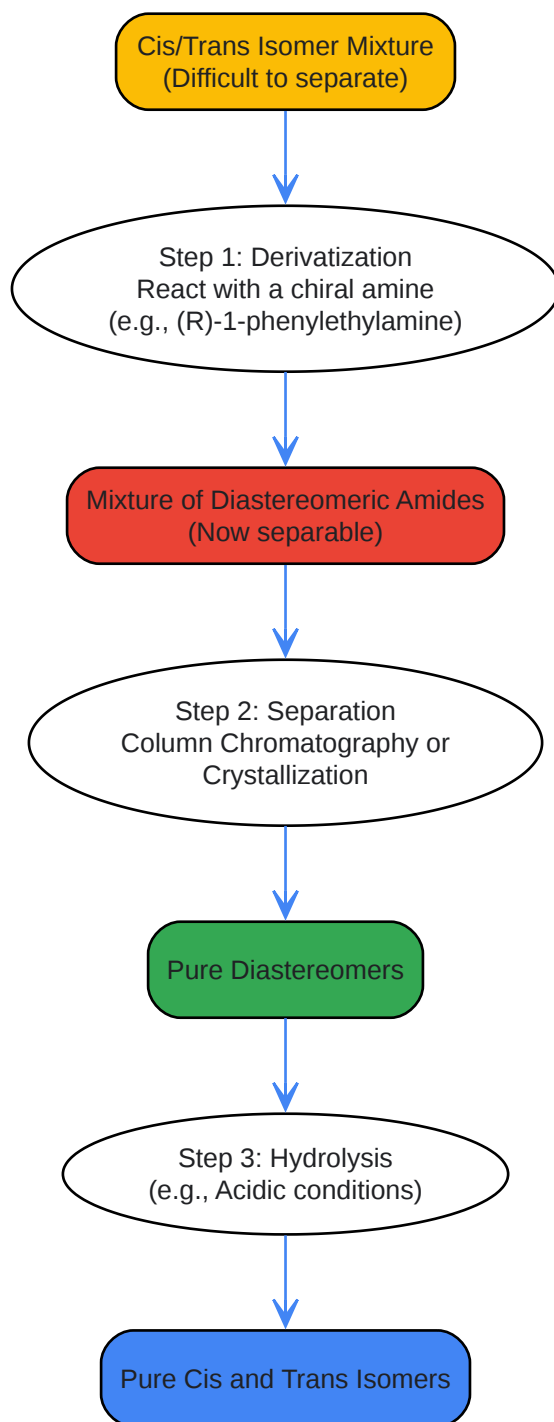 Cis/Trans Isomer Mixture
(Difficult to separate)
Step 1: Derivatization
React with a chiral amine
(e.g., (R)-1-phenylethylamine)
Mixture of Diastereomeric Amides
(Now separable)
Step 2: Separation
Column Chromatography or
Crystallization
Pure Diastereomers
Step 3: Hydrolysis
(e.g., Acidic conditions)
Pure Cis and Trans Isomers